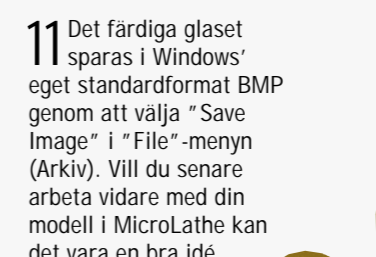 11 Det färdiga glaset
sparas i Windows’
eget standardformat BMP
genom att välja ”Save
Image” i ”File”-menyn
(Arkiv). Vill du senare
arbeta vidare med din
modell i MicroLathe kan
det vara en bra idé